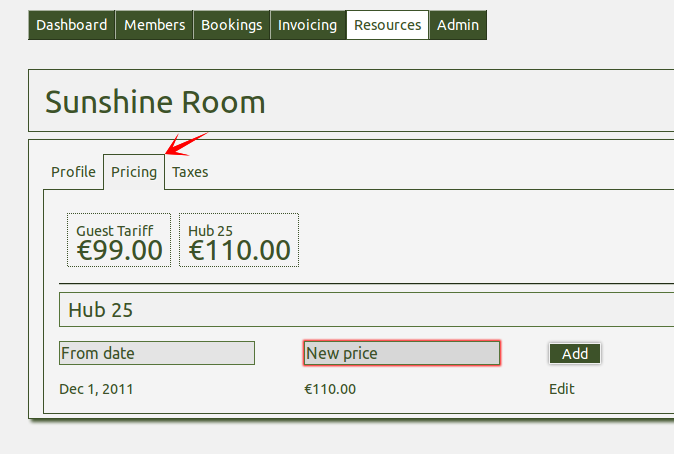 Dashboard Members Bookings Invoicing Resources Admin
Sunshine Room
Profile Pricing Taxes
Guest Tariff Hub 25
€99.00 €110.00
Hub 25
From date New price Add
Dec 1, 2011 €110.00 Edit